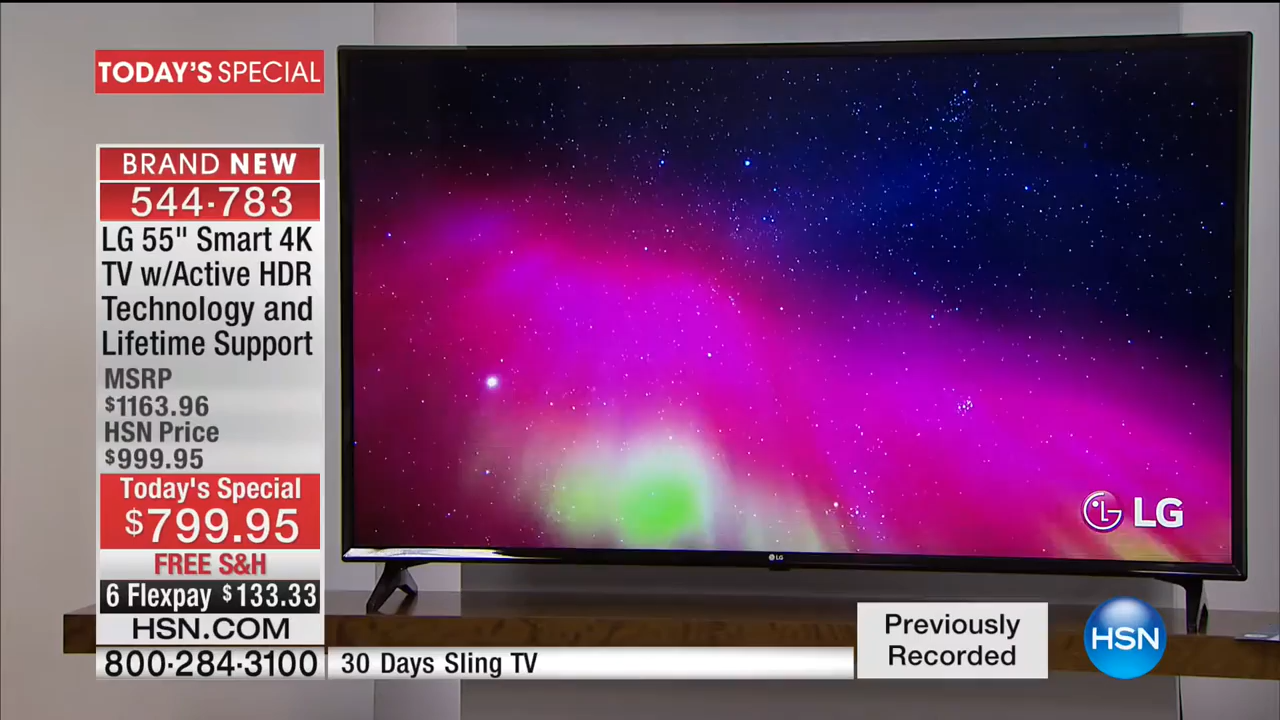 TODAY'S SPECIAL
BRAND NEW
544-783
LG 55" Smart 4K
TV w/Active HDR
Technology and
Lifetime Support
MSRP
$1163.96
HSN Price
$999.95
Today's Special
$799.95
FREE S&H
6 Flexpay $133.33
HSN.COM
800-284-3100
30 Days Sling TV
LG
LG
Previously
Recorded
HSN